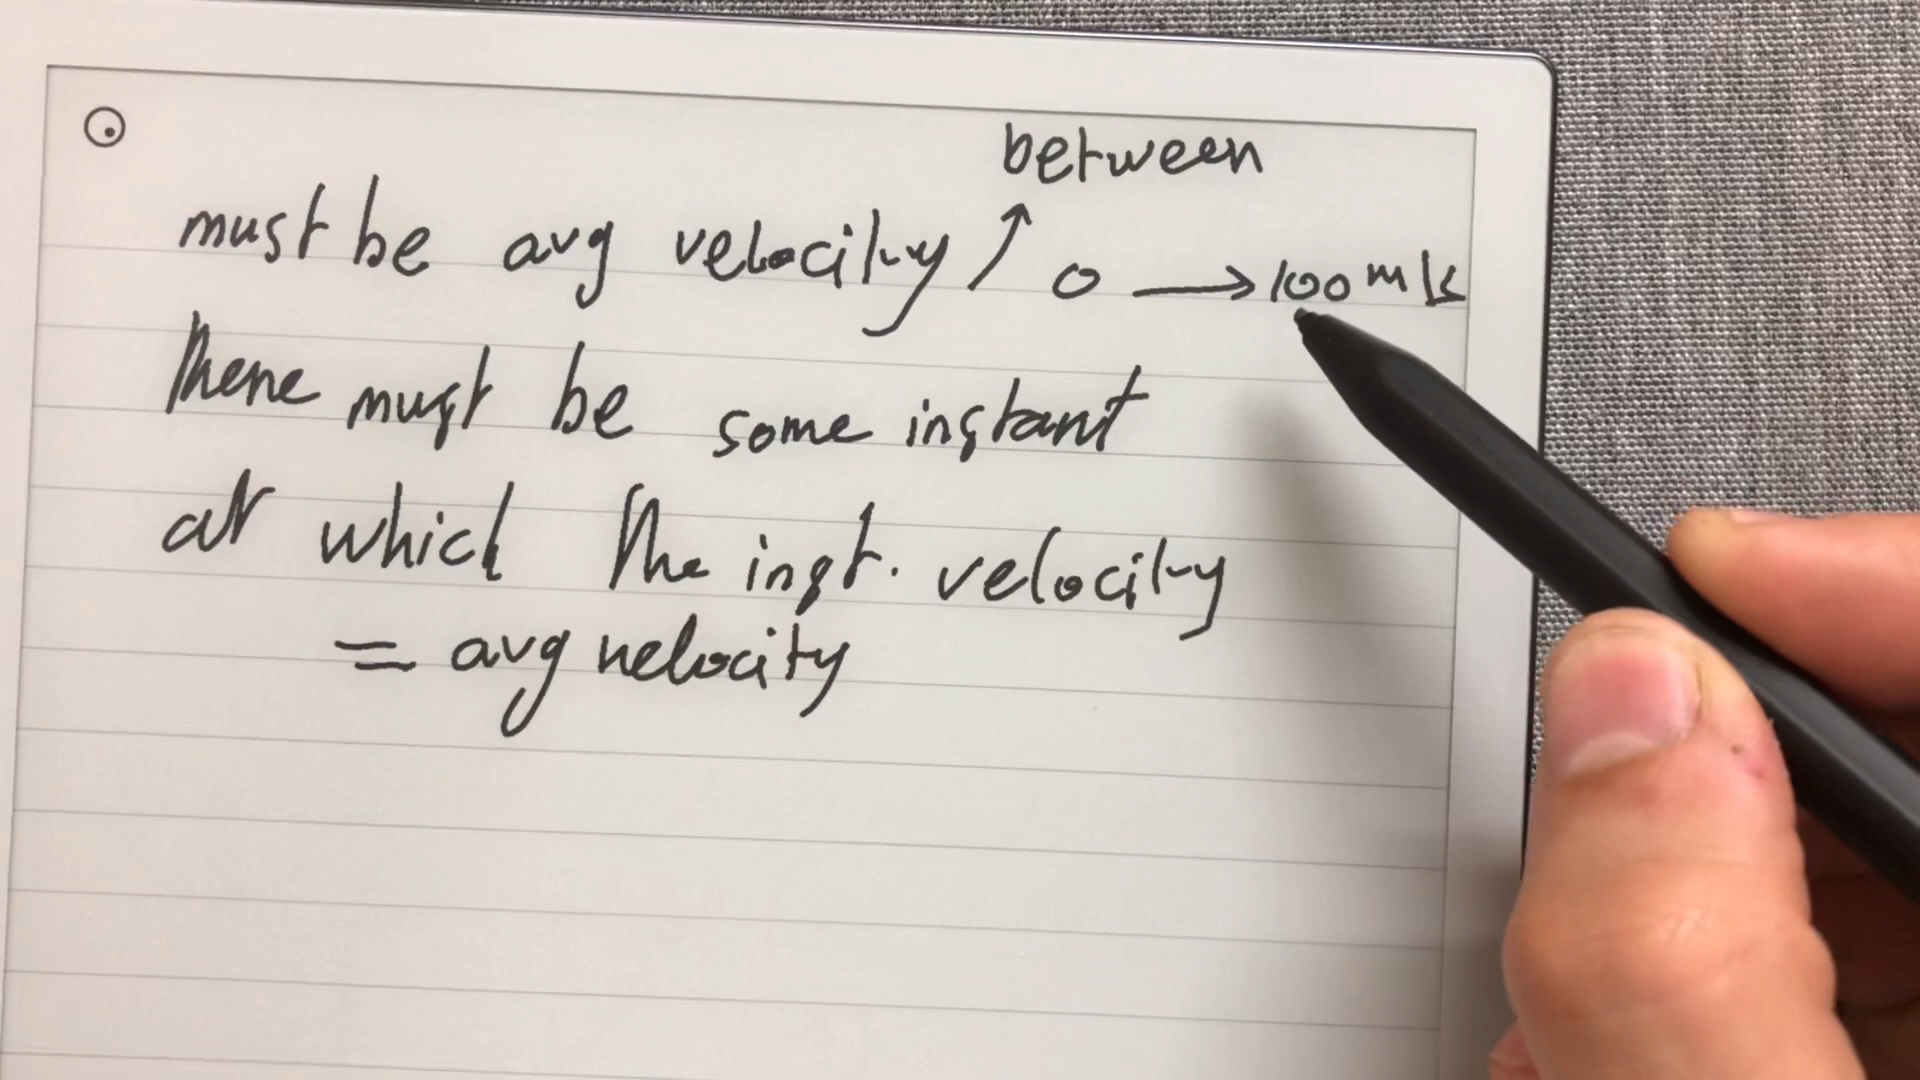 between
must be avg velocity ↗ 0 → 100 m/s
There must be some instant
at which the inst. velocity
= avg velocity